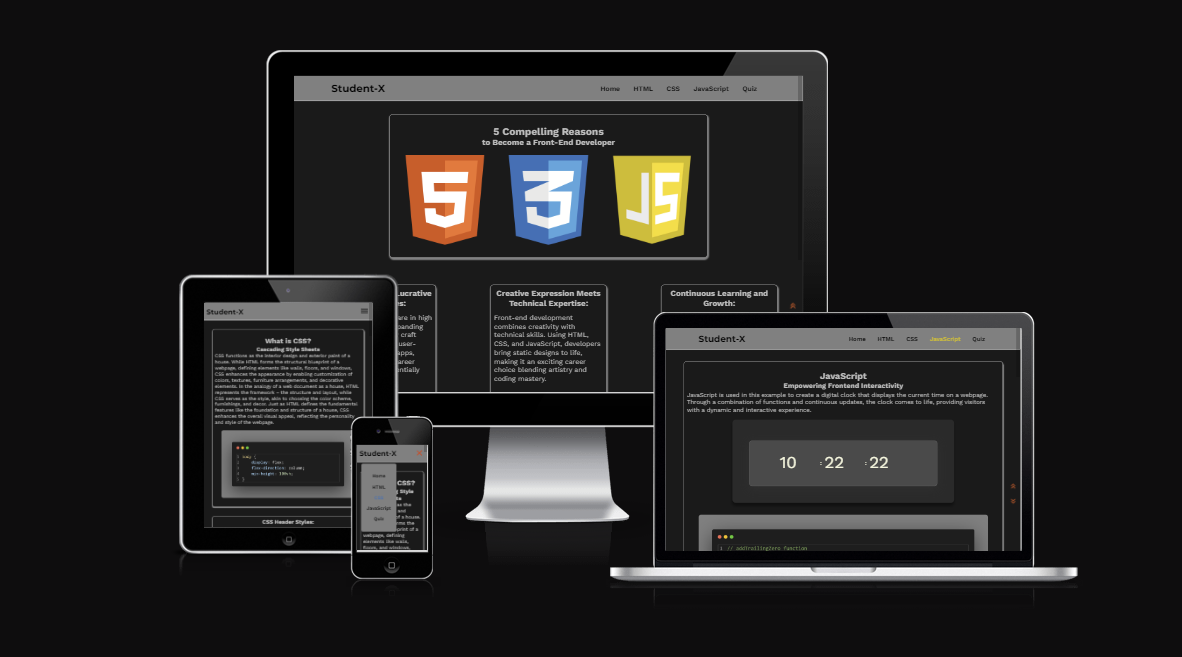 Student-X
Home HTML CSS JavaScript Quiz
5 Compelling Reasons
to Become a Front-End Developer
5
3
JS
Lucrative
es:
are in high
panding
craft
user-
apps,
areer
entially
Creative Expression Meets
Technical Expertise:
Front-end development
combines creativity with
technical skills. Using HTML,
CSS, and JavaScript, developers
bring static designs to life,
making it an exciting career
choice blending artistry and
coding mastery.
Continuous Learning and
Growth:
Student-X
What is CSS?
Cascading Style Sheets
CSS functions as the interior design and exterior paint of a
house. While HTML forms the structural blueprint of a
webpage, defining elements like walls, floors, and windows,
CSS enhances the appearance by enabling customization of
colors, textures, furniture arrangements, and decorative
elements. In the analogy of a web document as a house, HTML
represents the framework – the structure and layout, while
CSS serves as the style, akin to choosing the color scheme,
furnishings, and decor. Just as HTML defines the fundamental
features like the foundation and structure of a house, CSS
enhances the overall visual appeal, reflecting the personality
and style of the webpage.
display: flex;
flex-direction: column;
min-height: 100vh;
}
CSS Header Styles:
Student-X
Home
HTML
CSS
JavaScript
Quiz
CSS?
g Style
as the
of a house.
print of a
webpage, defining
elements like walls,
floors, and windows,
Student-X
Home HTML CSS JavaScript Quiz
JavaScript
Empowering Frontend Interactivity
JavaScript is used in this example to create a digital clock that displays the current time on a webpage.
Through a combination of functions and continuous updates, the clock comes to life, providing visitors
with a dynamic and interactive experience.
10 :22 :22
1 // addtrailingZero function